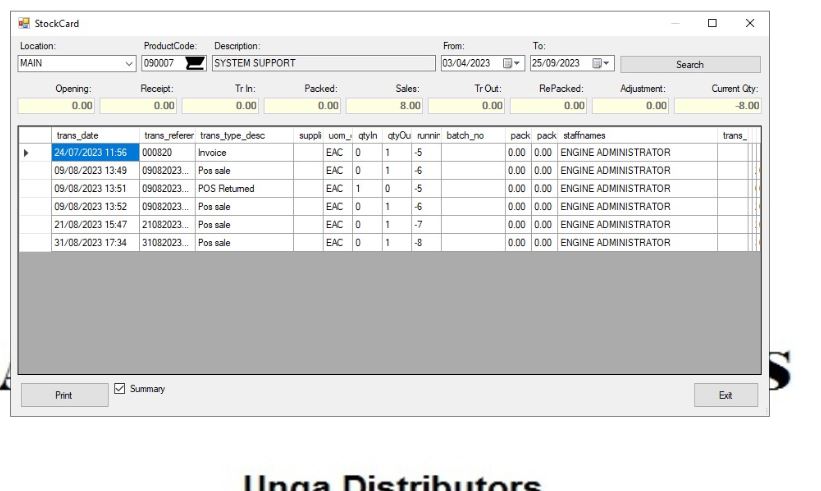 StockCard
Location: ProductCode: Description: From: To:
MAIN 090007 SYSTEM SUPPORT 03/04/2023 25/09/2023 Search
Opening: Receipt: Tr In: Packed: Sales: Tr Out: RePacked: Adjustment: Current Qty:
0.00 0.00 0.00 0.00 8.00 0.00 0.00 0.00 -8.00
trans_date trans_referer trans_type_desc suppli uom_ qtyIn qtyOu runnin batch_no pack pack staffnames trans_
24/07/2023 11:56 000820 Invoice EAC 0 1 -5 0.00 0.00 ENGINE ADMINISTRATOR
09/08/2023 13:49 09082023... Pos sale EAC 0 1 -6 0.00 0.00 ENGINE ADMINISTRATOR
09/08/2023 13:51 09082023... POS Returned EAC 1 0 -5 0.00 0.00 ENGINE ADMINISTRATOR
09/08/2023 13:52 09082023... Pos sale EAC 0 1 -6 0.00 0.00 ENGINE ADMINISTRATOR
21/08/2023 15:47 21082023... Pos sale EAC 0 1 -7 0.00 0.00 ENGINE ADMINISTRATOR
31/08/2023 17:34 31082023... Pos sale EAC 0 1 -8 0.00 0.00 ENGINE ADMINISTRATOR
Print Summary Exit
Unga Distributors